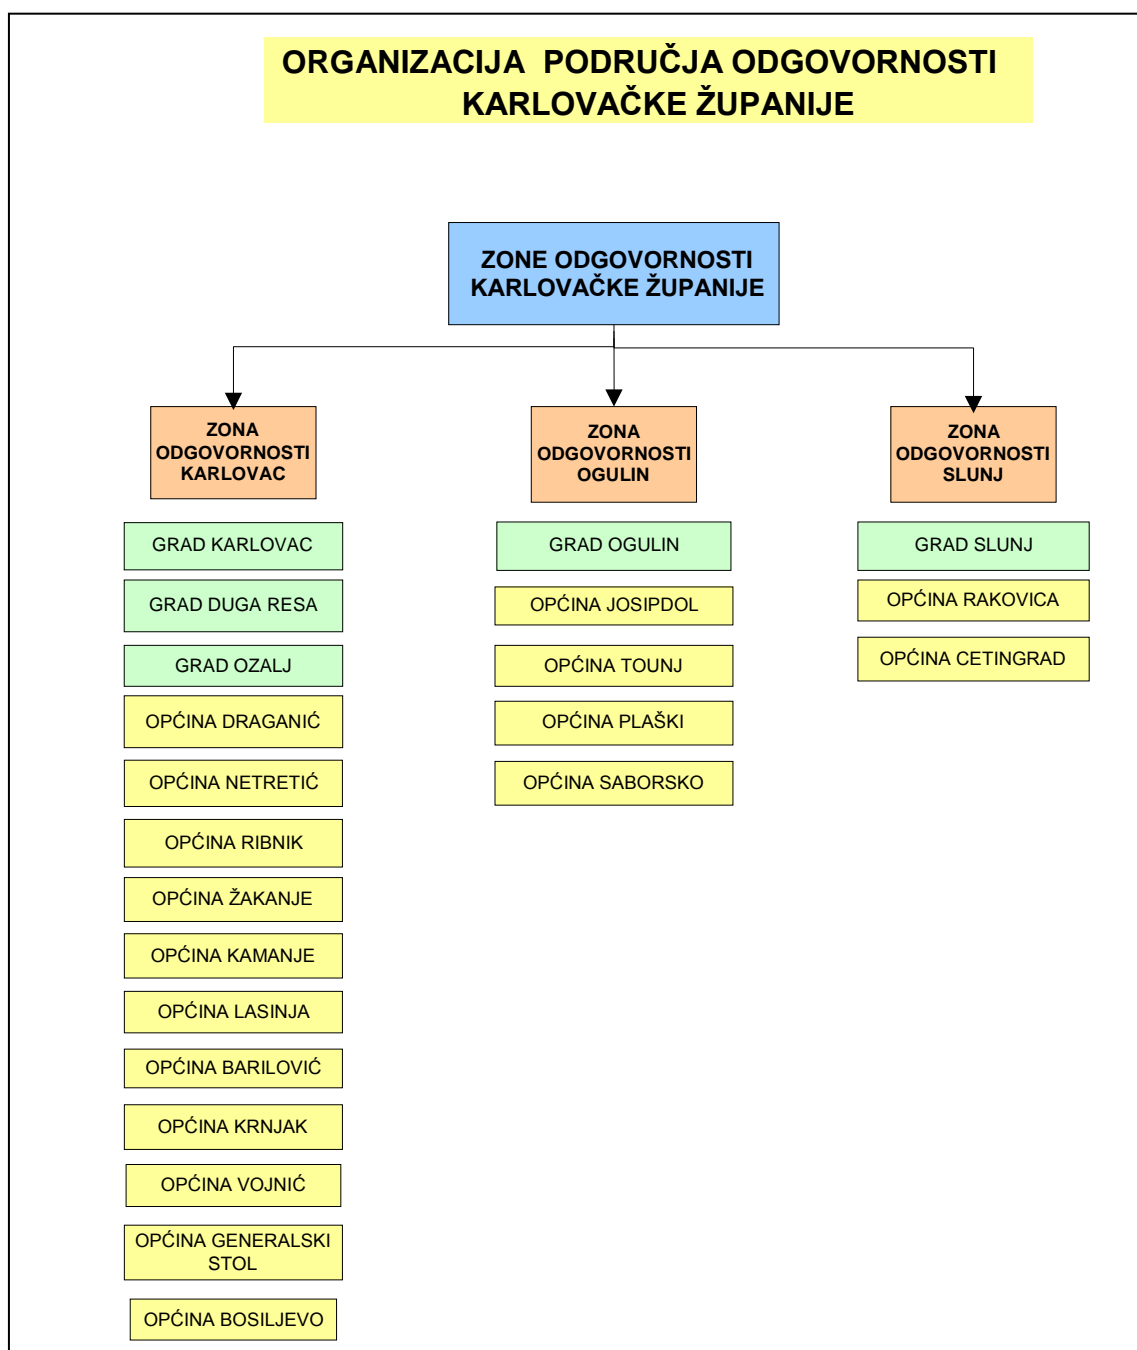 ORGANIZACIJA PODRUČJA ODGOVORNOSTI
KARLOVAČKE ŽUPANIJE
ZONE ODGOVORNOSTI
KARLOVAČKE ŽUPANIJE
ZONA
ODGOVORNOSTI
KARLOVAC
GRAD KARLOVAC
GRAD DUGA RESA
GRAD OZALJ
OPĆINA DRAGANIĆ
OPĆINA NETRETIĆ
OPĆINA RIBNIK
OPĆINA ŽAKANJE
OPĆINA KAMANJE
OPĆINA LASINJA
OPĆINA BARILOVIĆ
OPĆINA KRNJAK
OPĆINA VOJNIĆ
OPĆINA GENERALSKI
STOL
OPĆINA BOSILJEVO
ZONA
ODGOVORNOSTI
OGULIN
GRAD OGULIN
OPĆINA JOSIPDOL
OPĆINA TOUNJ
OPĆINA PLAŠKI
OPĆINA SABORSKO
ZONA
ODGOVORNOSTI
SLUNJ
GRAD SLUNJ
OPĆINA RAKOVICA
OPĆINA CETINGRAD